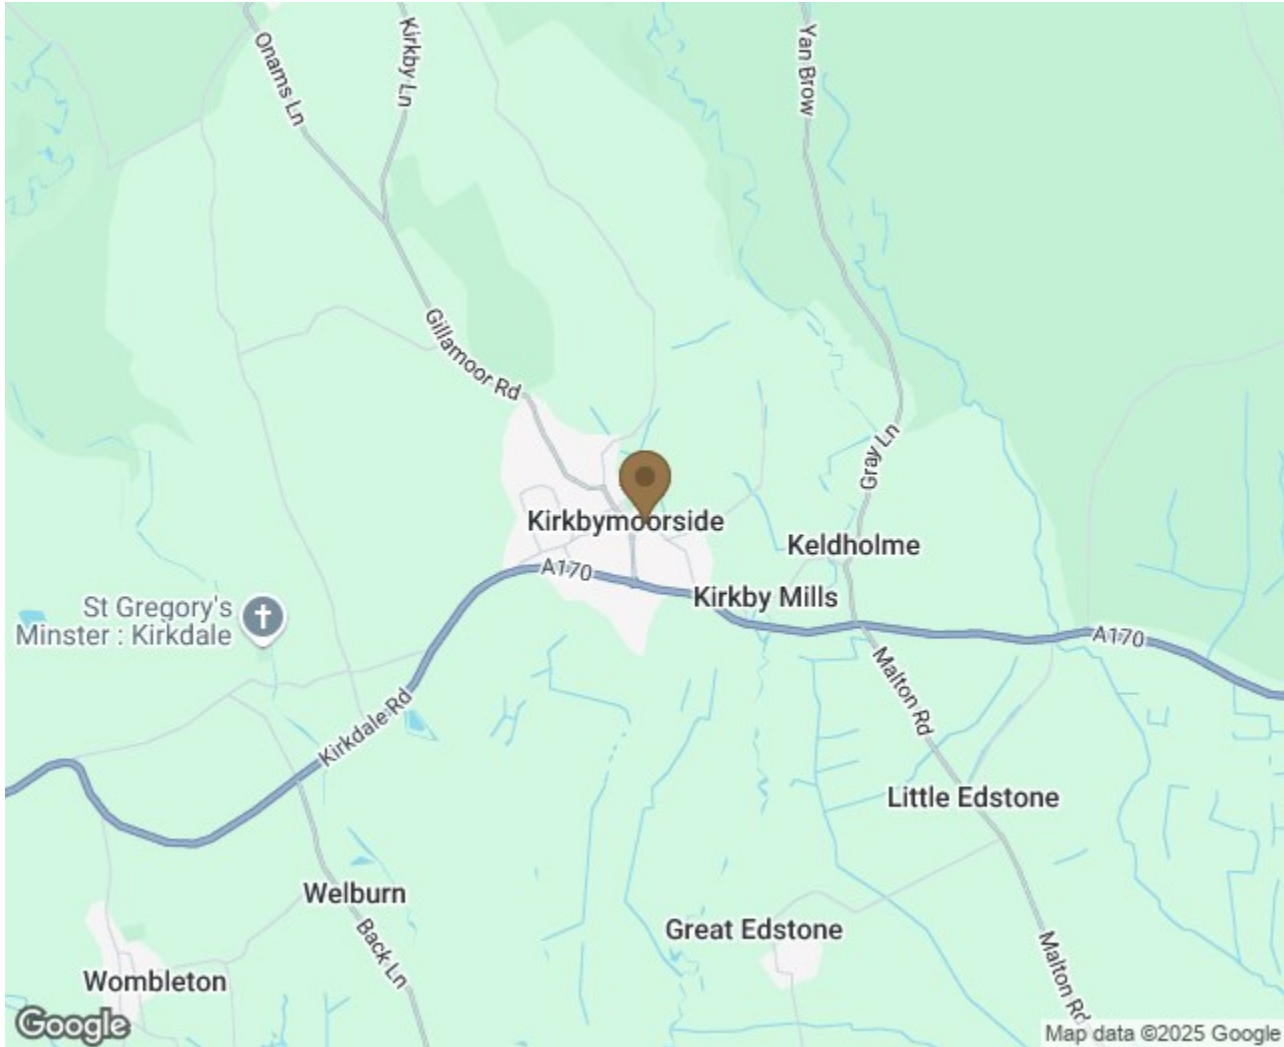 Onams Ln
Kirkby Ln
Yan Brow
Gillamoor Rd
Gray Ln
Kirkbymoorside
Keldholme
A170
Kirkby Mills
St Gregory's
Minster : Kirkdale
A170
Malton Rd
Kirkdale Rd
Little Edstone
Welburn
Great Edstone
Back Ln
Wombleton
Malton Rd
Google
Map data ©2025 Google